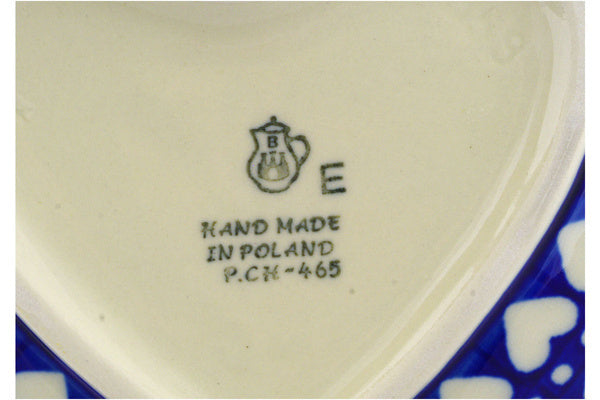 B
E
HAND MADE
IN POLAND
P.CH-465